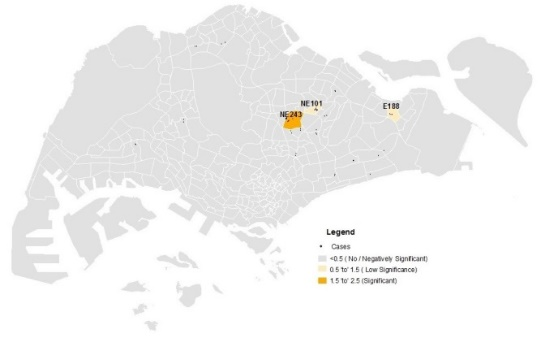 NE101
E188
NE243
Legend
Cases
<0.5 ( No / Negatively Significant)
0.5 'to' 1.5 ( Low Significance)
1.5 'to' 2.5 (Significant)